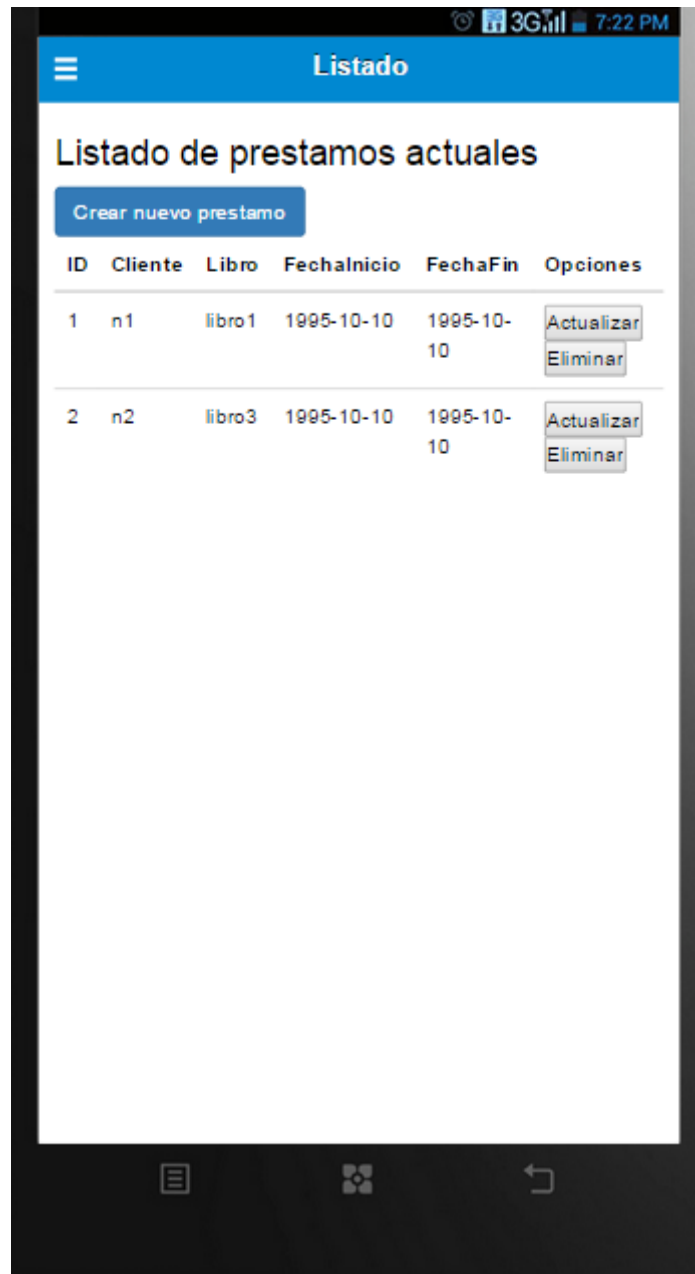 3G 7:22 PM
Listado
Listado de prestamos actuales
Crear nuevo prestamo
ID Cliente Libro FechaInicio FechaFin Opciones
1 n1 libro1 1995-10-10 1995-10- Actualizar
10 Eliminar
2 n2 libro3 1995-10-10 1995-10- Actualizar
10 Eliminar